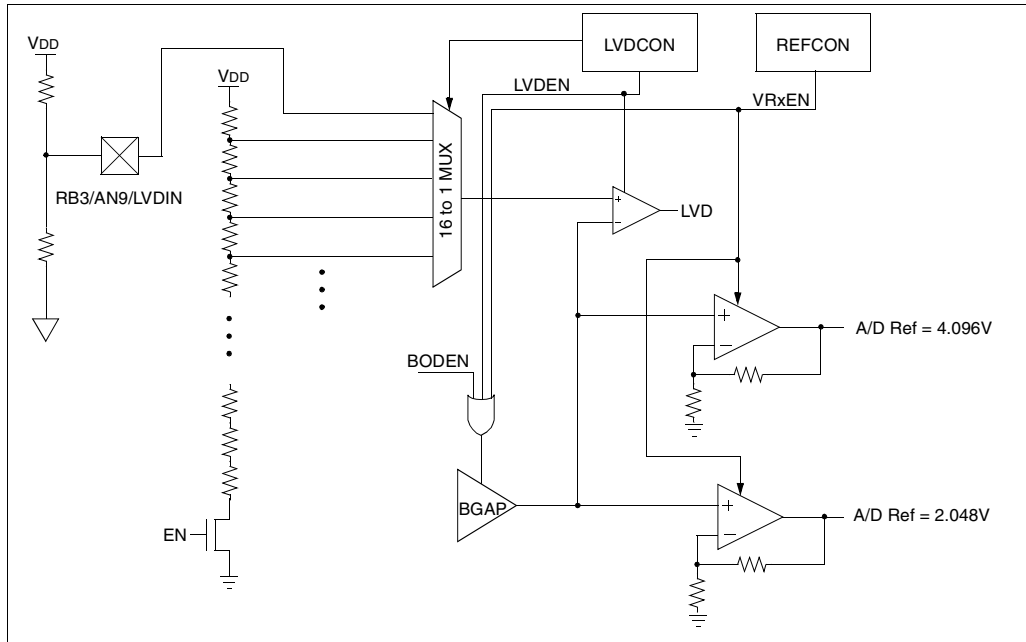 VDD
VDD
LVDCON
REFCON
LVDEN
VRxEN
16 to 1 MUX
RB3/AN9/LVDIN
+
−
LVD
+
−
A/D Ref = 4.096V
BODEN
BGAP
+
−
A/D Ref = 2.048V
EN